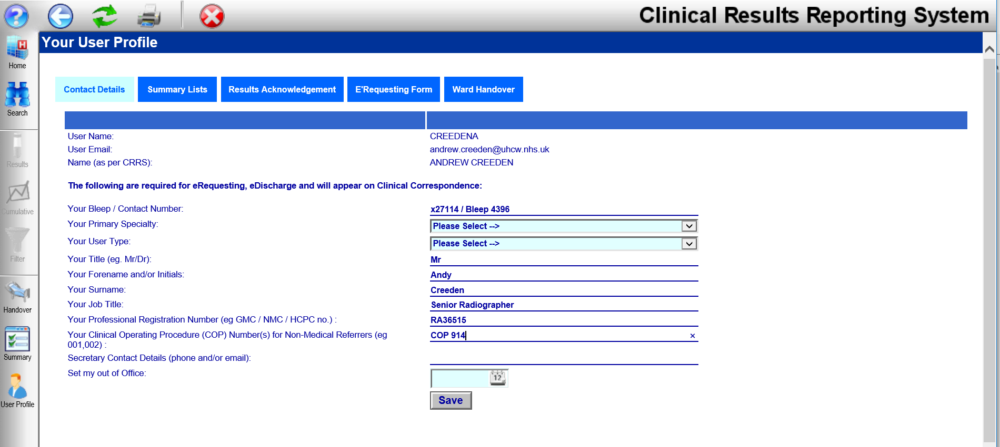 Clinical Results Reporting System
Your User Profile
Home
Search
Results
Cumulative
Filter
Handover
Summary
User Profile
Contact Details
Summary Lists
Results Acknowledgement
E'Requesting Form
Ward Handover
User Name: CREEDENA
User Email: andrew.creeden@uhcw.nhs.uk
Name (as per CRRS): ANDREW CREEDEN
The following are required for eRequesting, eDischarge and will appear on Clinical Correspondence:
Your Bleep / Contact Number: x27114 / Bleep 4396
Your Primary Specialty: Please Select -->
Your User Type: Please Select -->
Your Title (eg. Mr/Dr): Mr
Your Forename and/or Initials: Andy
Your Surname: Creeden
Your Job Title: Senior Radiographer
Your Professional Registration Number (eg GMC / NMC / HCPC no.) : RA36515
Your Clinical Operating Procedure (COP) Number(s) for Non-Medical Referrers (eg COP 914
001,002) :
Secretary Contact Details (phone and/or email):
Set my out of Office: 12
Save